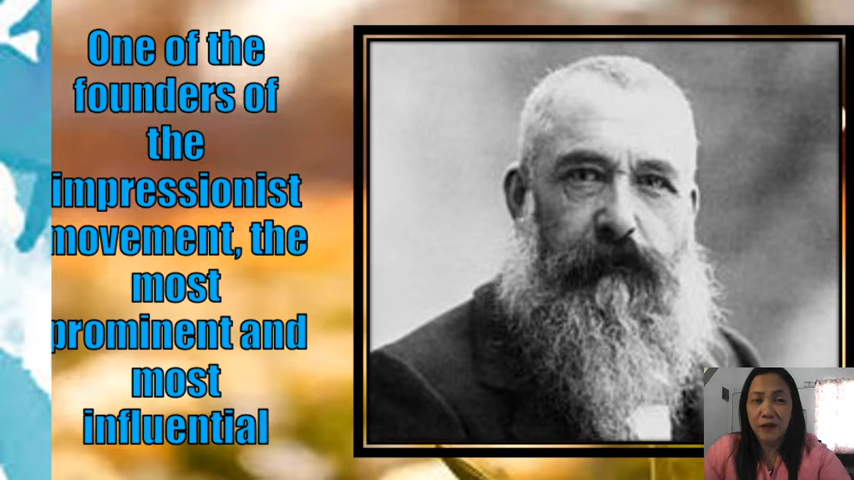 One of the
founders of
the
impressionist
movement, the
most
prominent and
most
influential